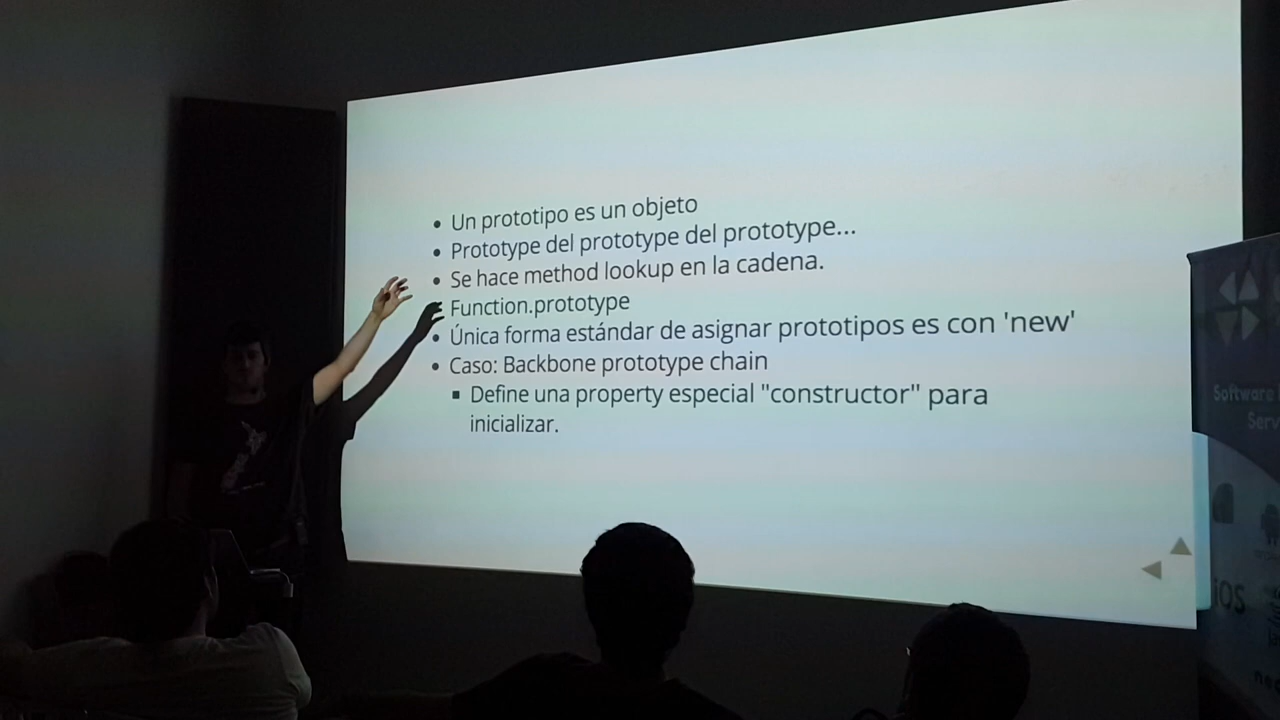 Un prototipo es un objeto
Prototype del prototype del prototype...
Se hace method lookup en la cadena.
Function.prototype
Única forma estándar de asignar prototipos es con 'new'
Caso: Backbone prototype chain
Define una property especial "constructor" para
inicializar.
Software
iOS